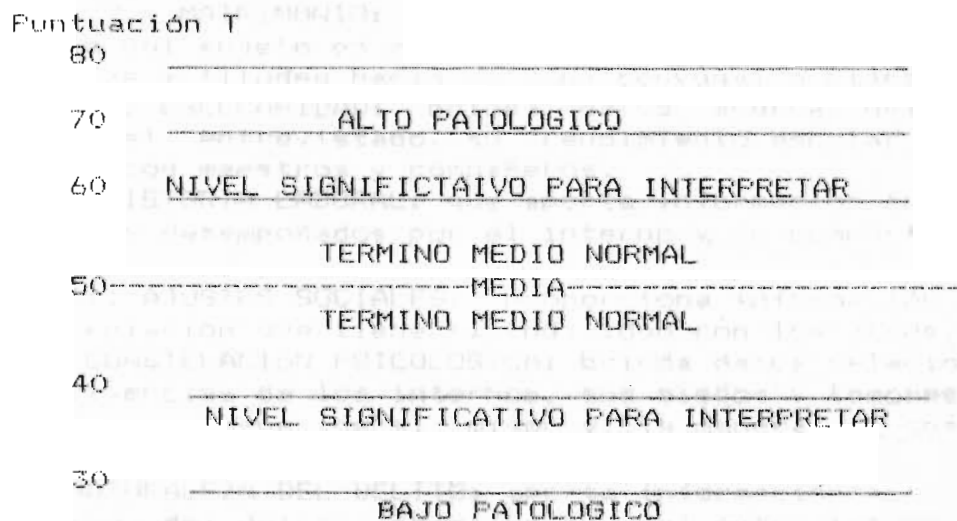 Puntuación T
80
70 ALTO PATOLOGICO
60 NIVEL SIGNIFICTAIVO PARA INTERPRETAR
TERMINO MEDIO NORMAL
50 MEDIA
TERMINO MEDIO NORMAL
40
NIVEL SIGNIFICATIVO PARA INTERPRETAR
30
BAJO PATOLOGICO